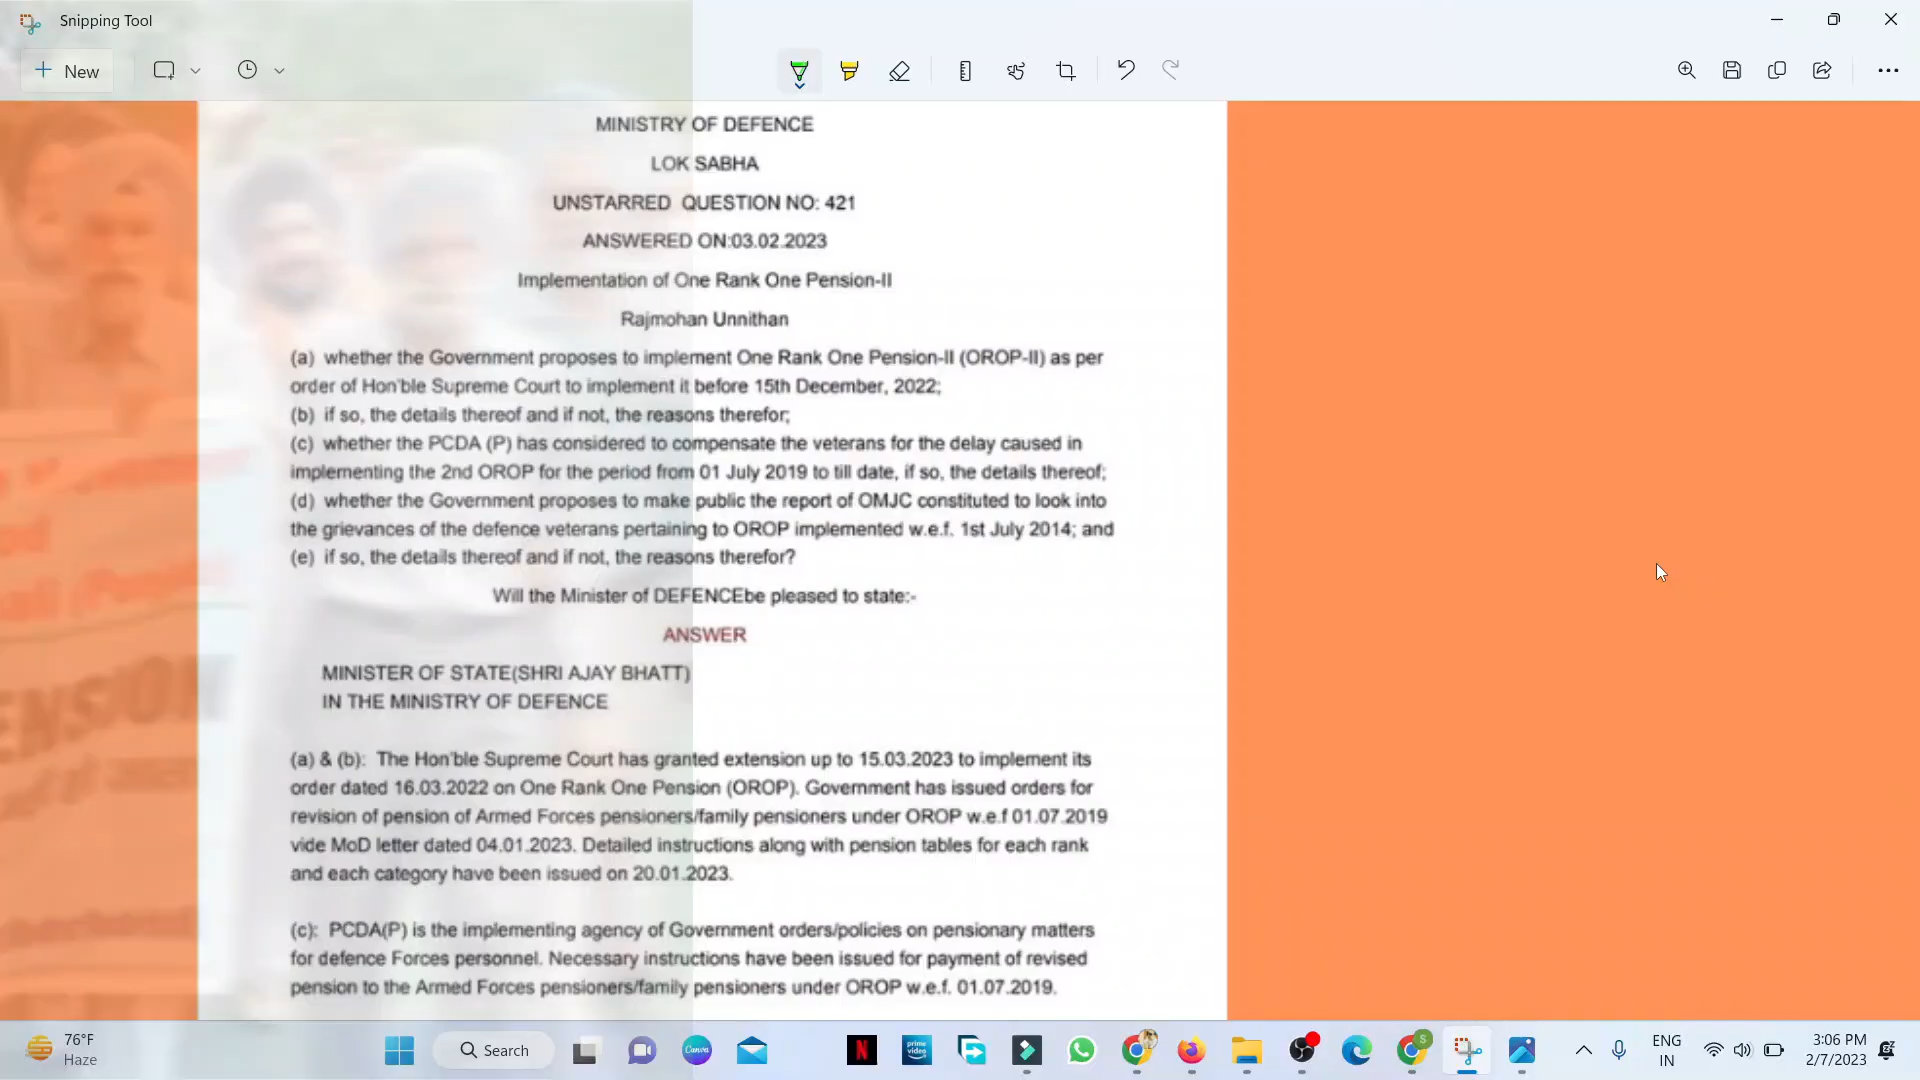 Snipping Tool
New
MINISTRY OF DEFENCE
LOK SABHA
UNSTARRED QUESTION NO: 421
ANSWERED ON:03.02.2023
Implementation of One Rank One Pension-II
Rajmohan Unnithan
(a) whether the Government proposes to implement One Rank One Pension-II (OROP-II) as per
order of Hon'ble Supreme Court to implement it before 15th December, 2022;
(b) if so, the details thereof and if not, the reasons therefor;
(c) whether the PCDA (P) has considered to compensate the veterans for the delay caused in
implementing the 2nd OROP for the period from 01 July 2019 to till date, if so, the details thereof;
(d) whether the Government proposes to make public the report of OMJC constituted to look into
the grievances of the defence veterans pertaining to OROP implemented w.e.f. 1st July 2014; and
(e) if so, the details thereof and if not, the reasons therefor?
Will the Minister of DEFENCEbe pleased to state:-
ANSWER
MINISTER OF STATE(SHRI AJAY BHATT)
IN THE MINISTRY OF DEFENCE
(a) & (b): The Hon'ble Supreme Court has granted extension up to 15.03.2023 to implement its
order dated 16.03.2022 on One Rank One Pension (OROP). Government has issued orders for
revision of pension of Armed Forces pensioners/family pensioners under OROP w.e.f 01.07.2019
vide MoD letter dated 04.01.2023. Detailed instructions along with pension tables for each rank
and each category have been issued on 20.01.2023.
(c): PCDA(P) is the implementing agency of Government orders/policies on pensionary matters
for defence Forces personnel. Necessary instructions have been issued for payment of revised
pension to the Armed Forces pensioners/family pensioners under OROP w.e.f. 01.07.2019.
ENSION
76°F
Haze
Search
Canva
N
prime video
S
ENG
IN
3:06 PM
2/7/2023